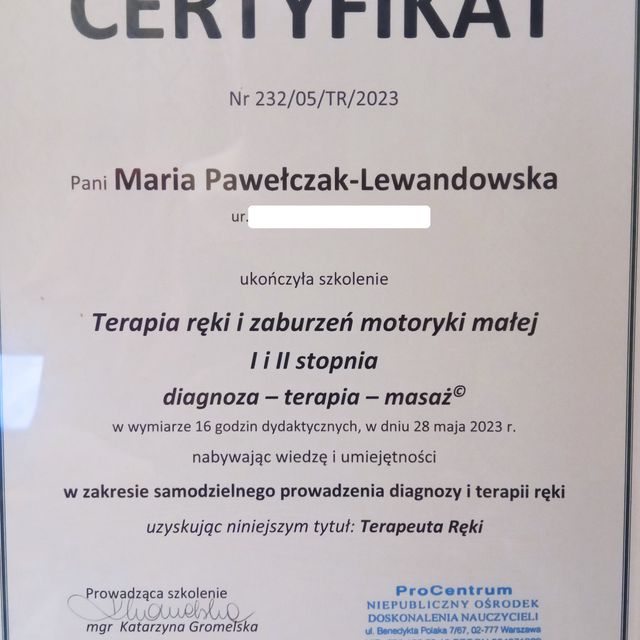 CERTYFIKAT
Nr 232/05/TR/2023
Pani Maria Pawełczak-Lewandowska
ur.
ukończyła szkolenie
Terapia ręki i zaburzeń motoryki małej
I i II stopnia
diagnoza – terapia – masaż©
w wymiarze 16 godzin dydaktycznych, w dniu 28 maja 2023 r.
nabywając wiedzę i umiejętności
w zakresie samodzielnego prowadzenia diagnozy i terapii ręki
uzyskując niniejszym tytuł: Terapeuta Ręki
Prowadząca szkolenie
mgr Katarzyna Gromelska
ProCentrum
NIEPUBLICZNY OŚRODEK
DOSKONALENIA NAUCZYCIELI
ul. Benedykta Polaka 7/67, 02-777 Warszawa